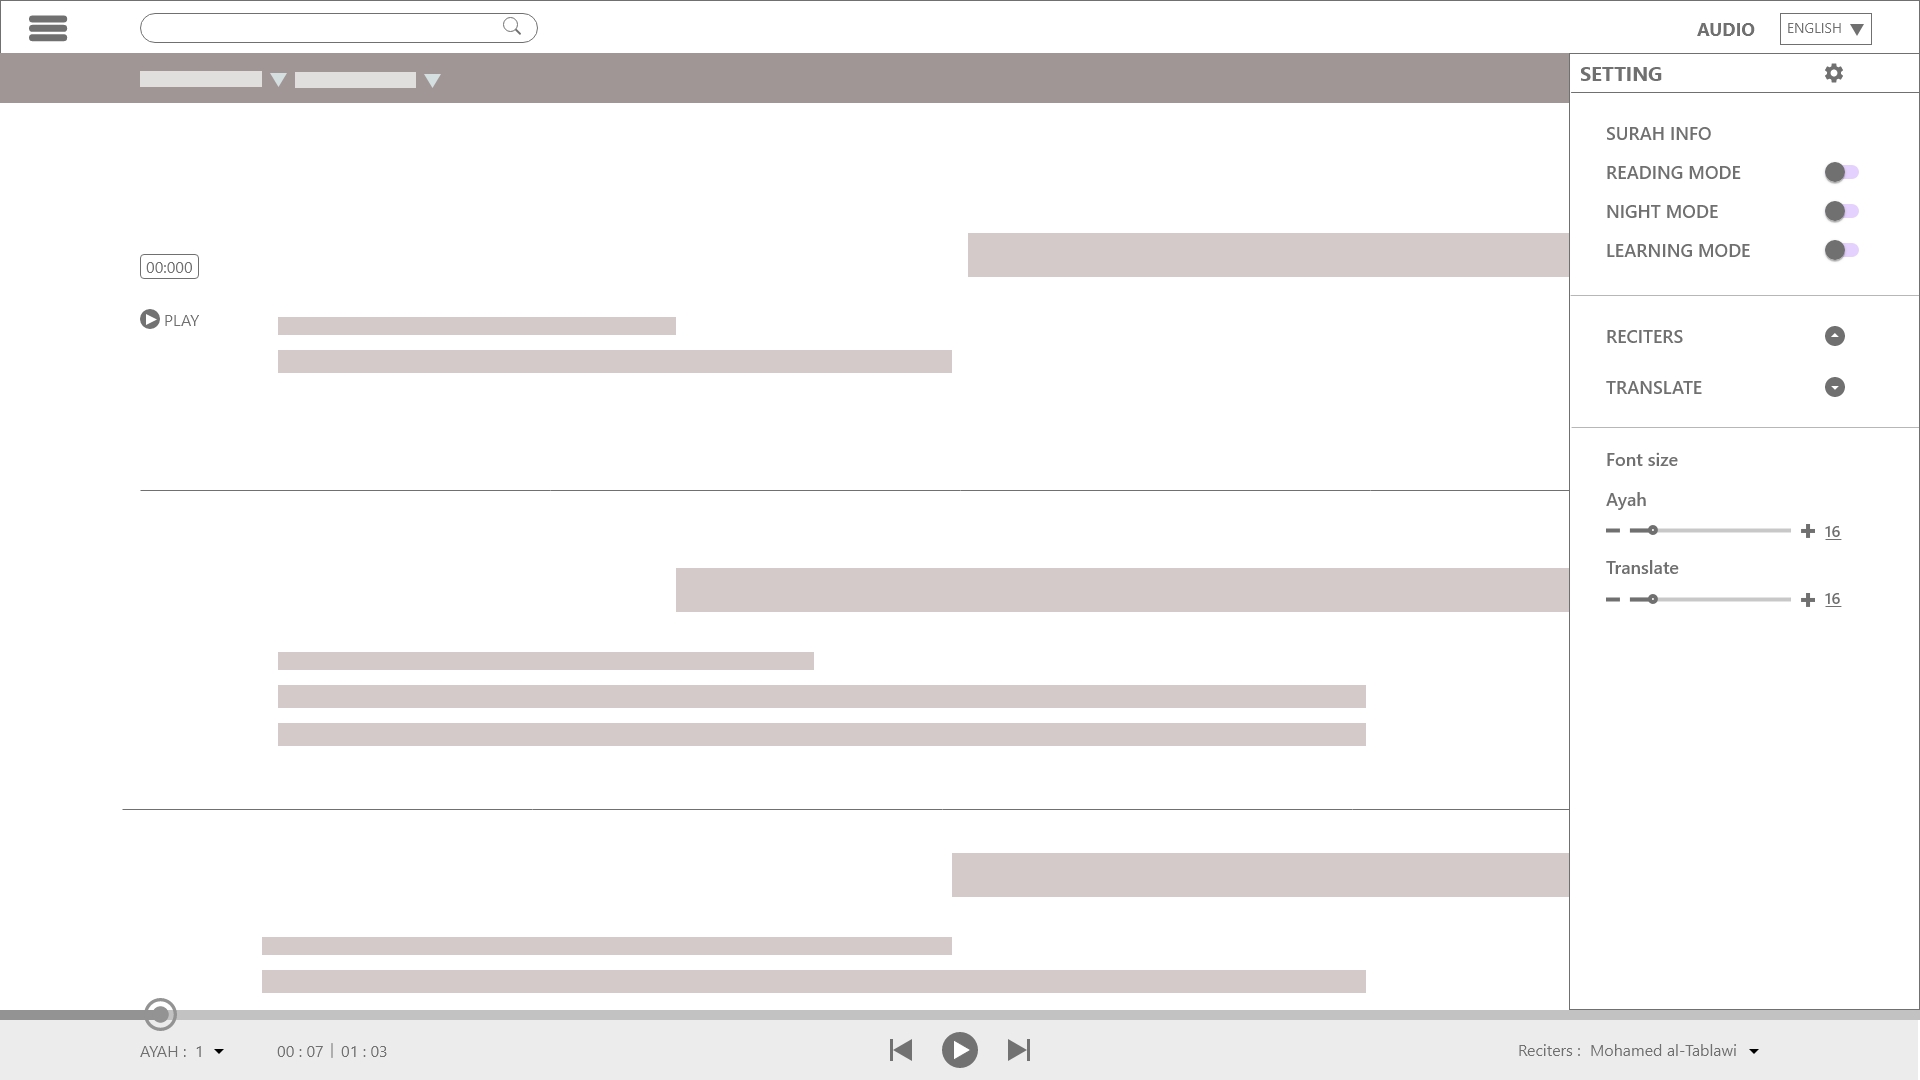 AUDIO
ENGLISH
SETTING
SURAH INFO
READING MODE
NIGHT MODE
LEARNING MODE
00:000
PLAY
RECITERS
TRANSLATE
Font size
Ayah
16
Translate
16
AYAH : 1
00 : 07 | 01 : 03
Reciters : Mohamed al-Tablawi